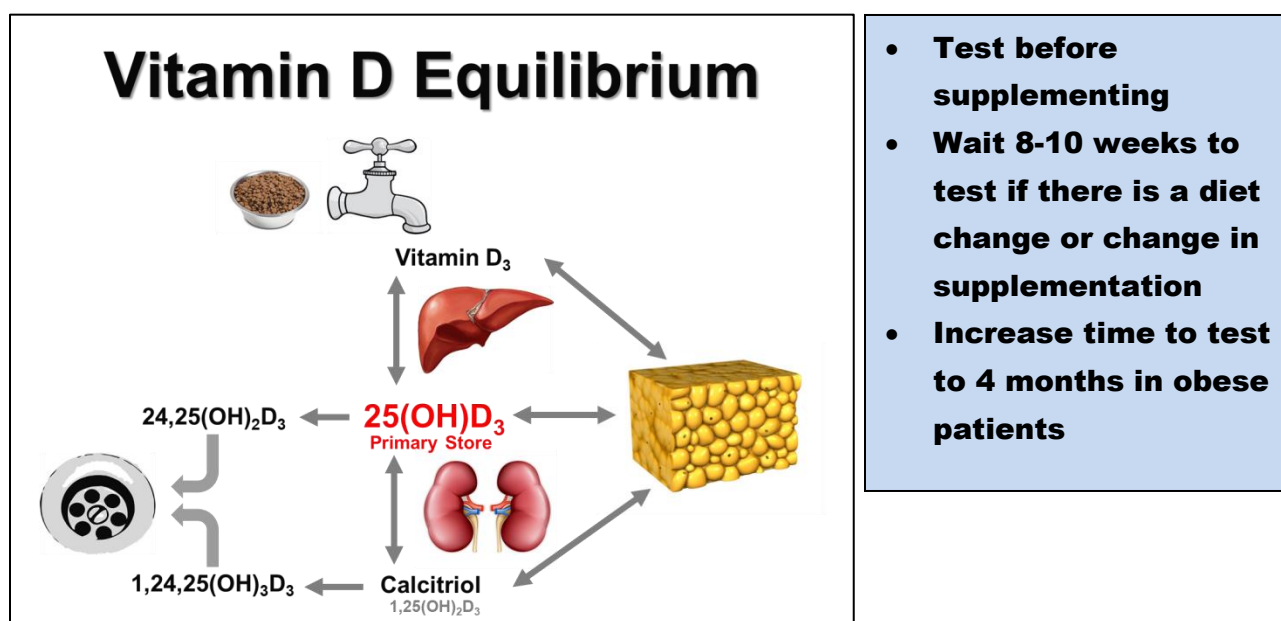 Vitamin D Equilibrium
Vitamin D₃
24,25(OH)₂D₃
25(OH)D₃
Primary Store
1,24,25(OH)₃D₃
Calcitriol
1,25(OH)₂D₃
• Test before
supplementing
• Wait 8-10 weeks to
test if there is a diet
change or change in
supplementation
• Increase time to test
to 4 months in obese
patients